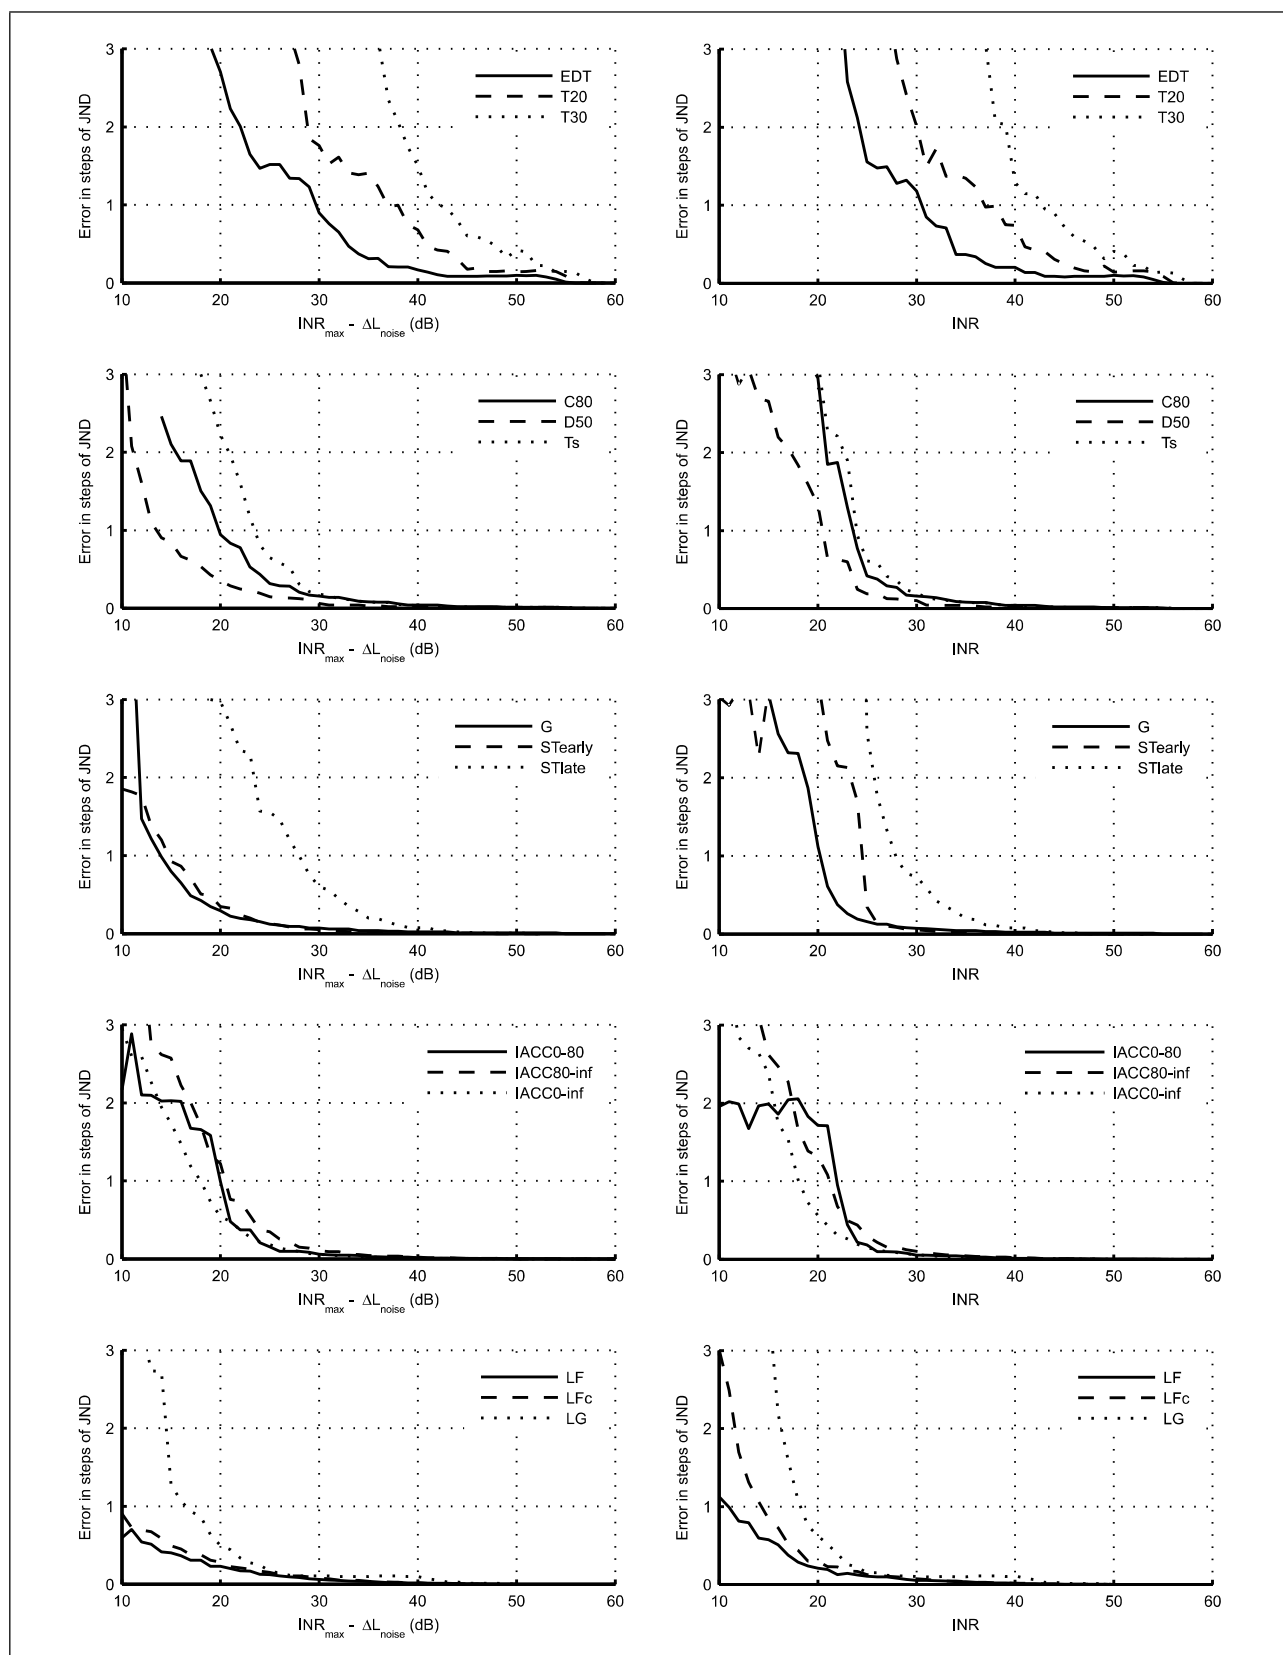 3
2
1
0
10 20 30 40 50 60
Error in steps of JND
INRmax - ΔLnoise (dB)
EDT
T20
T30
3
2
1
0
10 20 30 40 50 60
Error in steps of JND
INR
EDT
T20
T30
3
2
1
0
10 20 30 40 50 60
Error in steps of JND
INRmax - ΔLnoise (dB)
C80
D50
Ts
3
2
1
0
10 20 30 40 50 60
Error in steps of JND
INR
C80
D50
Ts
3
2
1
0
10 20 30 40 50 60
Error in steps of JND
INRmax - ΔLnoise (dB)
G
STearly
STlate
3
2
1
0
10 20 30 40 50 60
Error in steps of JND
INR
G
STearly
STlate
3
2
1
0
10 20 30 40 50 60
Error in steps of JND
INRmax - ΔLnoise (dB)
IACC0-80
IACC80-inf
IACC0-inf
3
2
1
0
10 20 30 40 50 60
Error in steps of JND
INR
IACC0-80
IACC80-inf
IACC0-inf
3
2
1
0
10 20 30 40 50 60
Error in steps of JND
INRmax - ΔLnoise (dB)
LF
LFc
LG
3
2
1
0
10 20 30 40 50 60
Error in steps of JND
INR
LF
LFc
LG